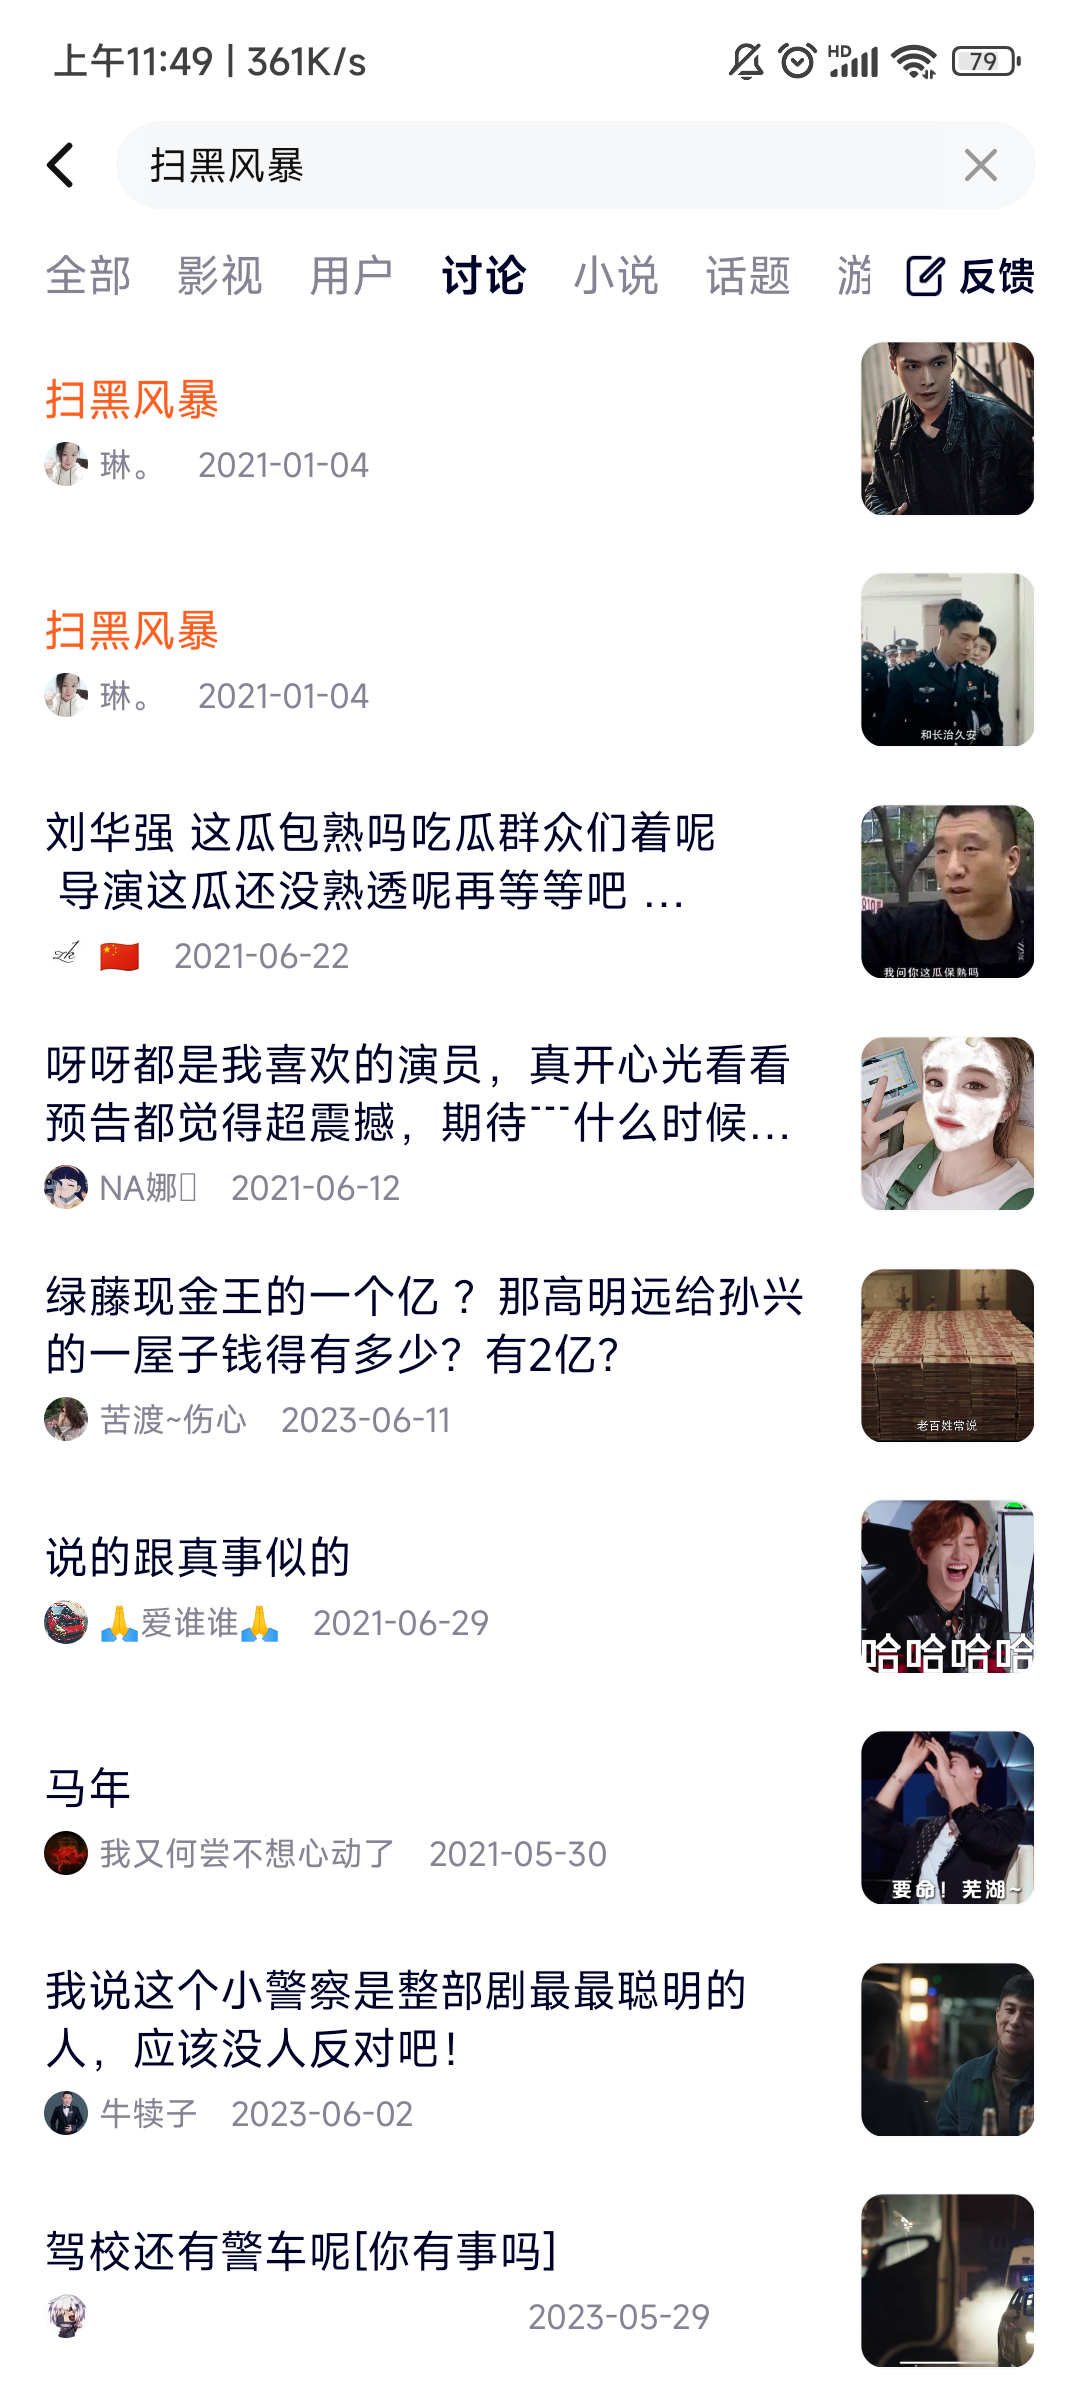 上午11:49 | 361K/s
HD
79
扫黑风暴
全部 影视 用户 讨论 小说 话题 游 反馈
扫黑风暴
琳。 2021-01-04
扫黑风暴
琳。 2021-01-04
和长治久安
刘华强 这瓜包熟吗吃瓜群众们着呢
导演这瓜还没熟透呢再等等吧 ...
🇨🇳 2021-06-22
我问你这瓜保熟吗
呀呀都是我喜欢的演员，真开心光看看
预告都觉得超震撼，期待¯¯¯什么时候...
NA娜 2021-06-12
绿藤现金王的一个亿 ？那高明远给孙兴
的一屋子钱得有多少？有2亿？
苦渡~伤心 2023-06-11
老百姓常说
说的跟真事似的
🙏爱谁谁🙏 2021-06-29
哈哈哈哈
马年
我又何尝不想心动了 2021-05-30
要命！芜湖~
我说这个小警察是整部剧最最聪明的
人，应该没人反对吧！
牛犊子 2023-06-02
驾校还有警车呢[你有事吗]
2023-05-29